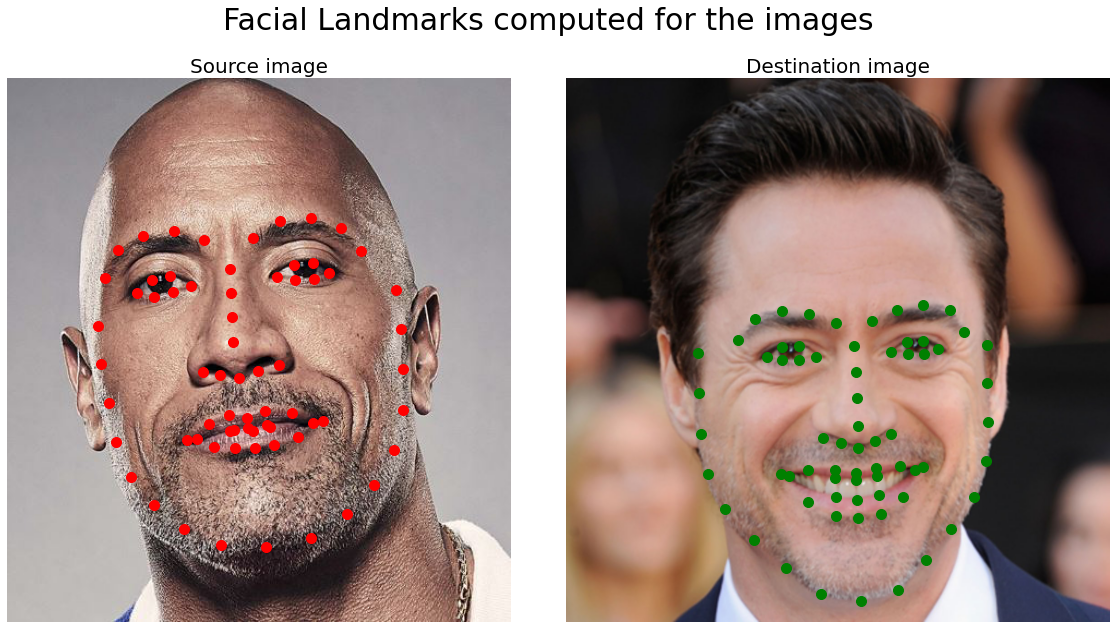 Facial Landmarks computed for the images
Source image
Destination image